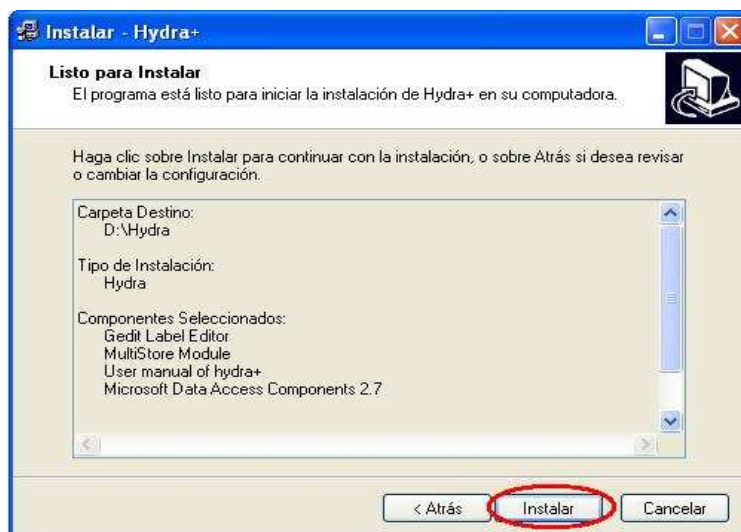 Instalar - Hydra+
Listo para Instalar
El programa está listo para iniciar la instalación de Hydra+ en su computadora.
Haga clic sobre Instalar para continuar con la instalación, o sobre Atrás si desea revisar
o cambiar la configuración.
Carpeta Destino:
D:\Hydra
Tipo de Instalación:
Hydra
Componentes Seleccionados:
Gedit Label Editor
MultiStore Module
User manual of hydra+
Microsoft Data Access Components 2.7
< Atrás
Instalar
Cancelar